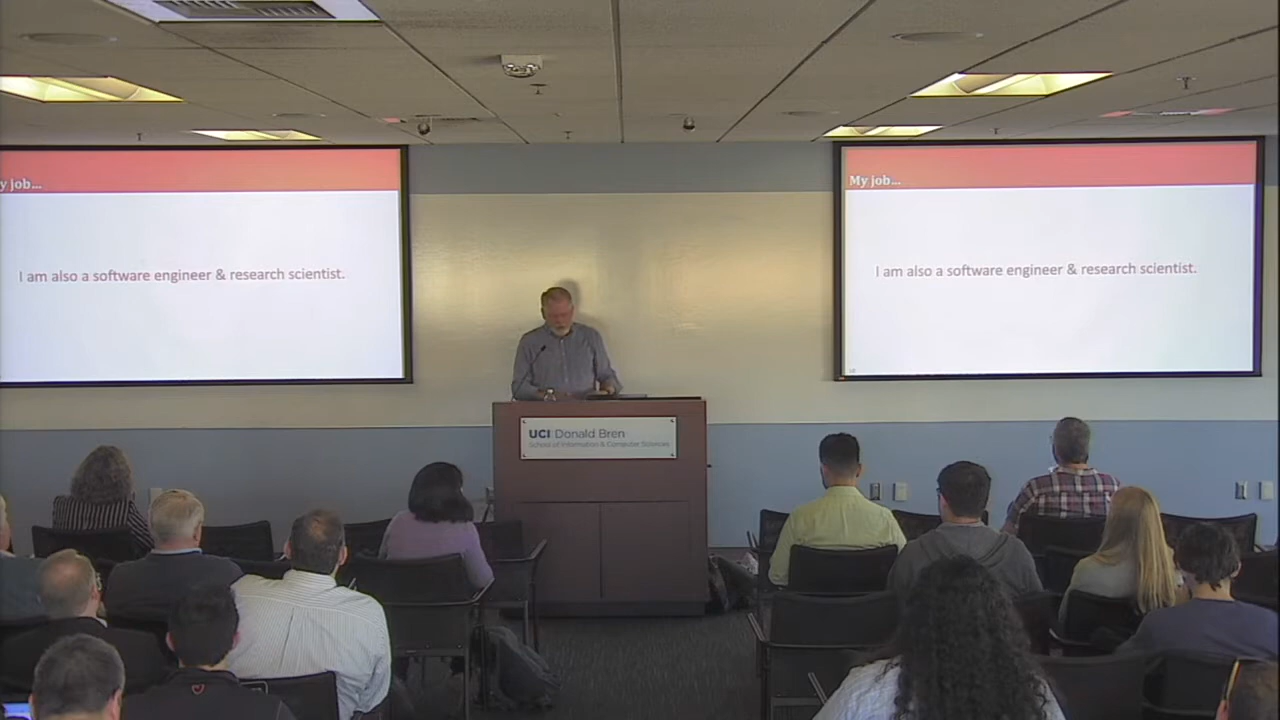 y job...
I am also a software engineer & research scientist.
My job...
I am also a software engineer & research scientist.
UCI Donald Bren
School of Information & Computer Sciences